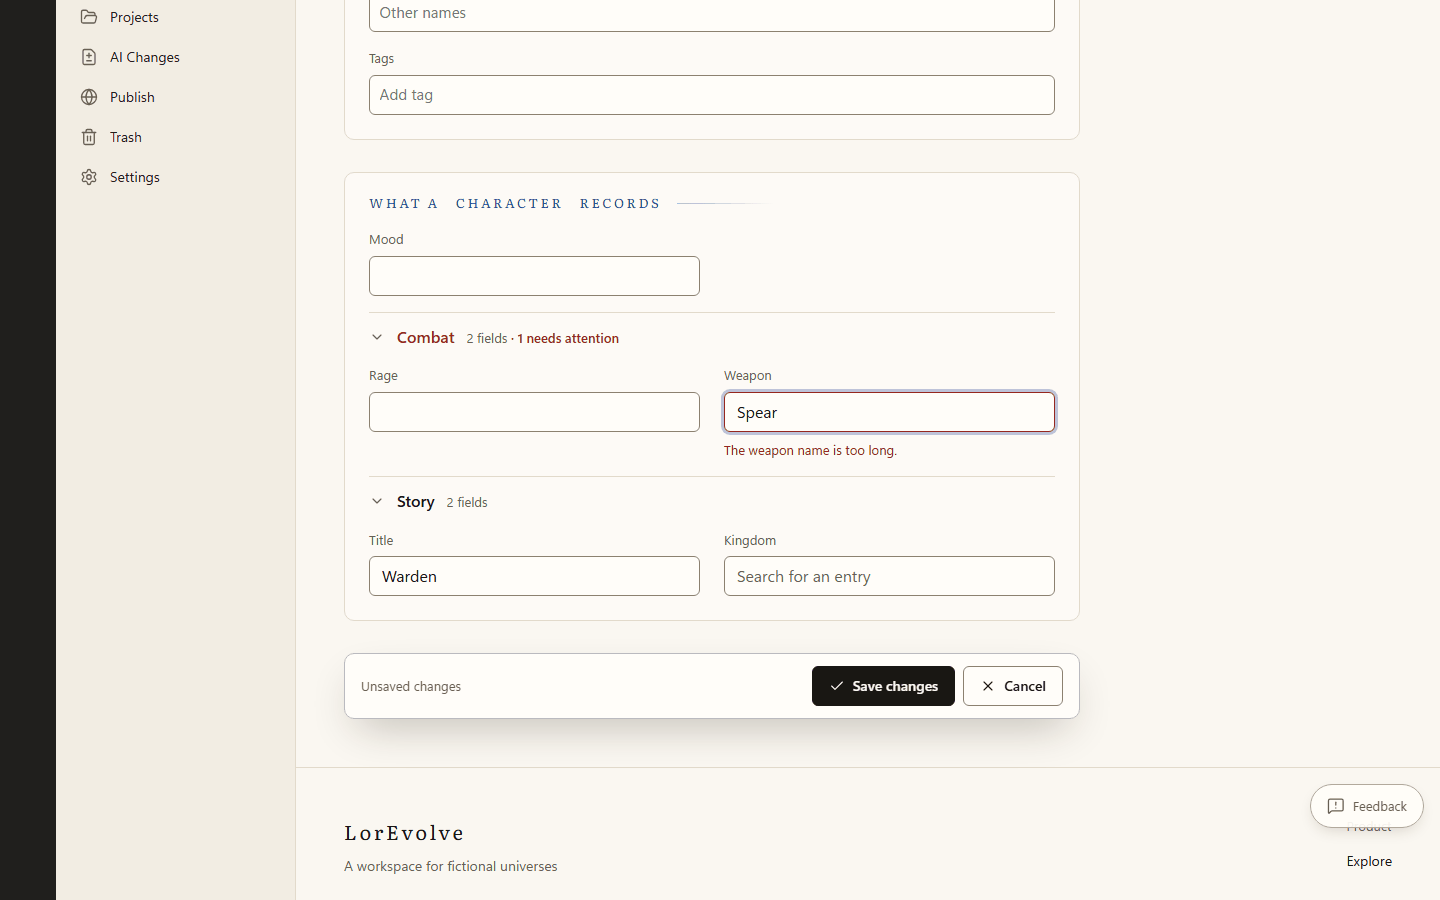 Projects
AI Changes
Publish
Trash
Settings
Other names
Tags
Add tag
WHAT A CHARACTER RECORDS
Mood
Combat 2 fields · 1 needs attention
Rage
Weapon
Spear
The weapon name is too long.
Story 2 fields
Title
Kingdom
Warden
Search for an entry
Unsaved changes
Save changes
Cancel
LorEvolve
A workspace for fictional universes
Feedback
Product
Explore